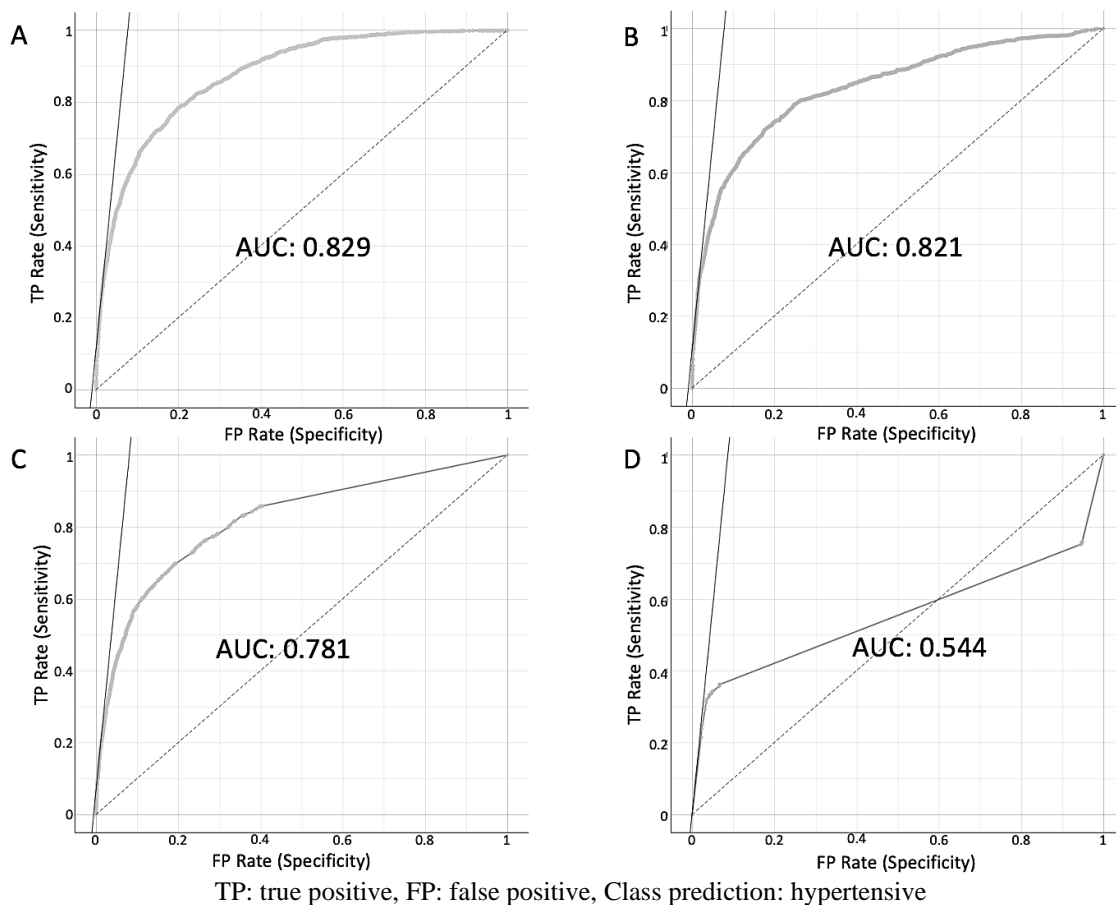 A
TP Rate (Sensitivity)
1
0.8
0.6
0.4
0.2
0
AUC: 0.829
0 0.2 0.4 0.6 0.8 1
FP Rate (Specificity)
B
TP Rate (Sensitivity)
1
0.8
0.6
0.4
0.2
0
AUC: 0.821
0 0.2 0.4 0.6 0.8 1
FP Rate (Specificity)
C
TP Rate (Sensitivity)
1
0.8
0.6
0.4
0.2
0
AUC: 0.781
0 0.2 0.4 0.6 0.8 1
FP Rate (Specificity)
D
TP Rate (Sensitivity)
1
0.8
0.6
0.4
0.2
0
AUC: 0.544
0 0.2 0.4 0.6 0.8 1
FP Rate (Specificity)
TP: true positive, FP: false positive, Class prediction: hypertensive